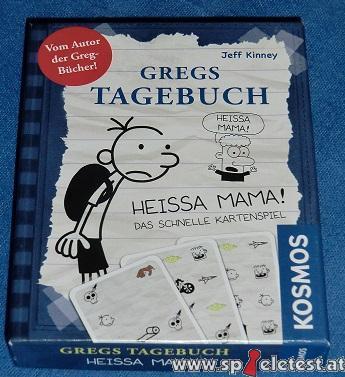 Vom Autor
der Greg-
Bücher!
Jeff Kinney
GREGS
TAGEBUCH
HEISSA
MAMA!
HEISSA MAMA!
DAS SCHNELLE KARTENSPIEL
KOSMOS
GREGS TAGEBUCH
HEISSA MAMA!
www.spieletest.at